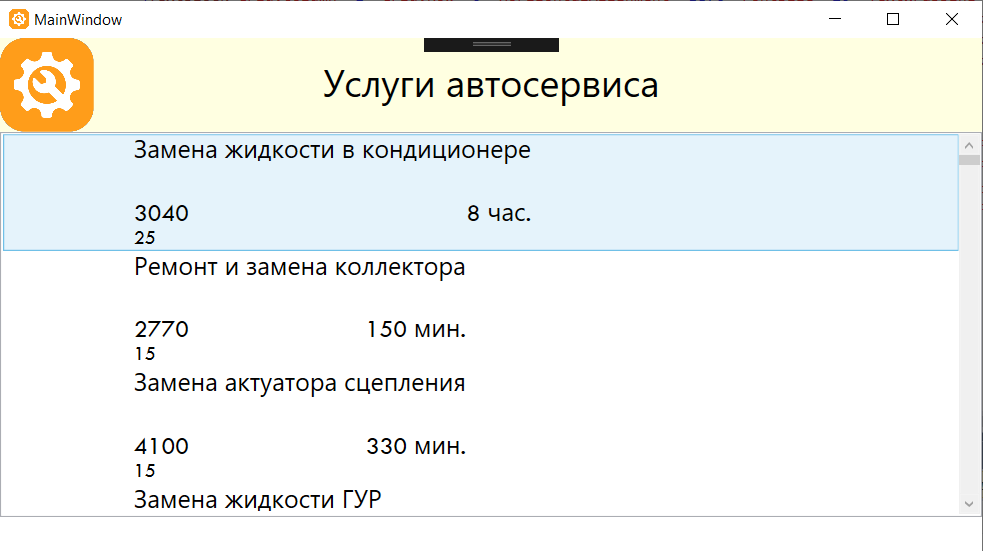 MainWindow
Услуги автосервиса
Замена жидкости в кондиционере
3040 8 час.
25
Ремонт и замена коллектора
2770 150 мин.
15
Замена актуатора сцепления
4100 330 мин.
15
Замена жидкости ГУР